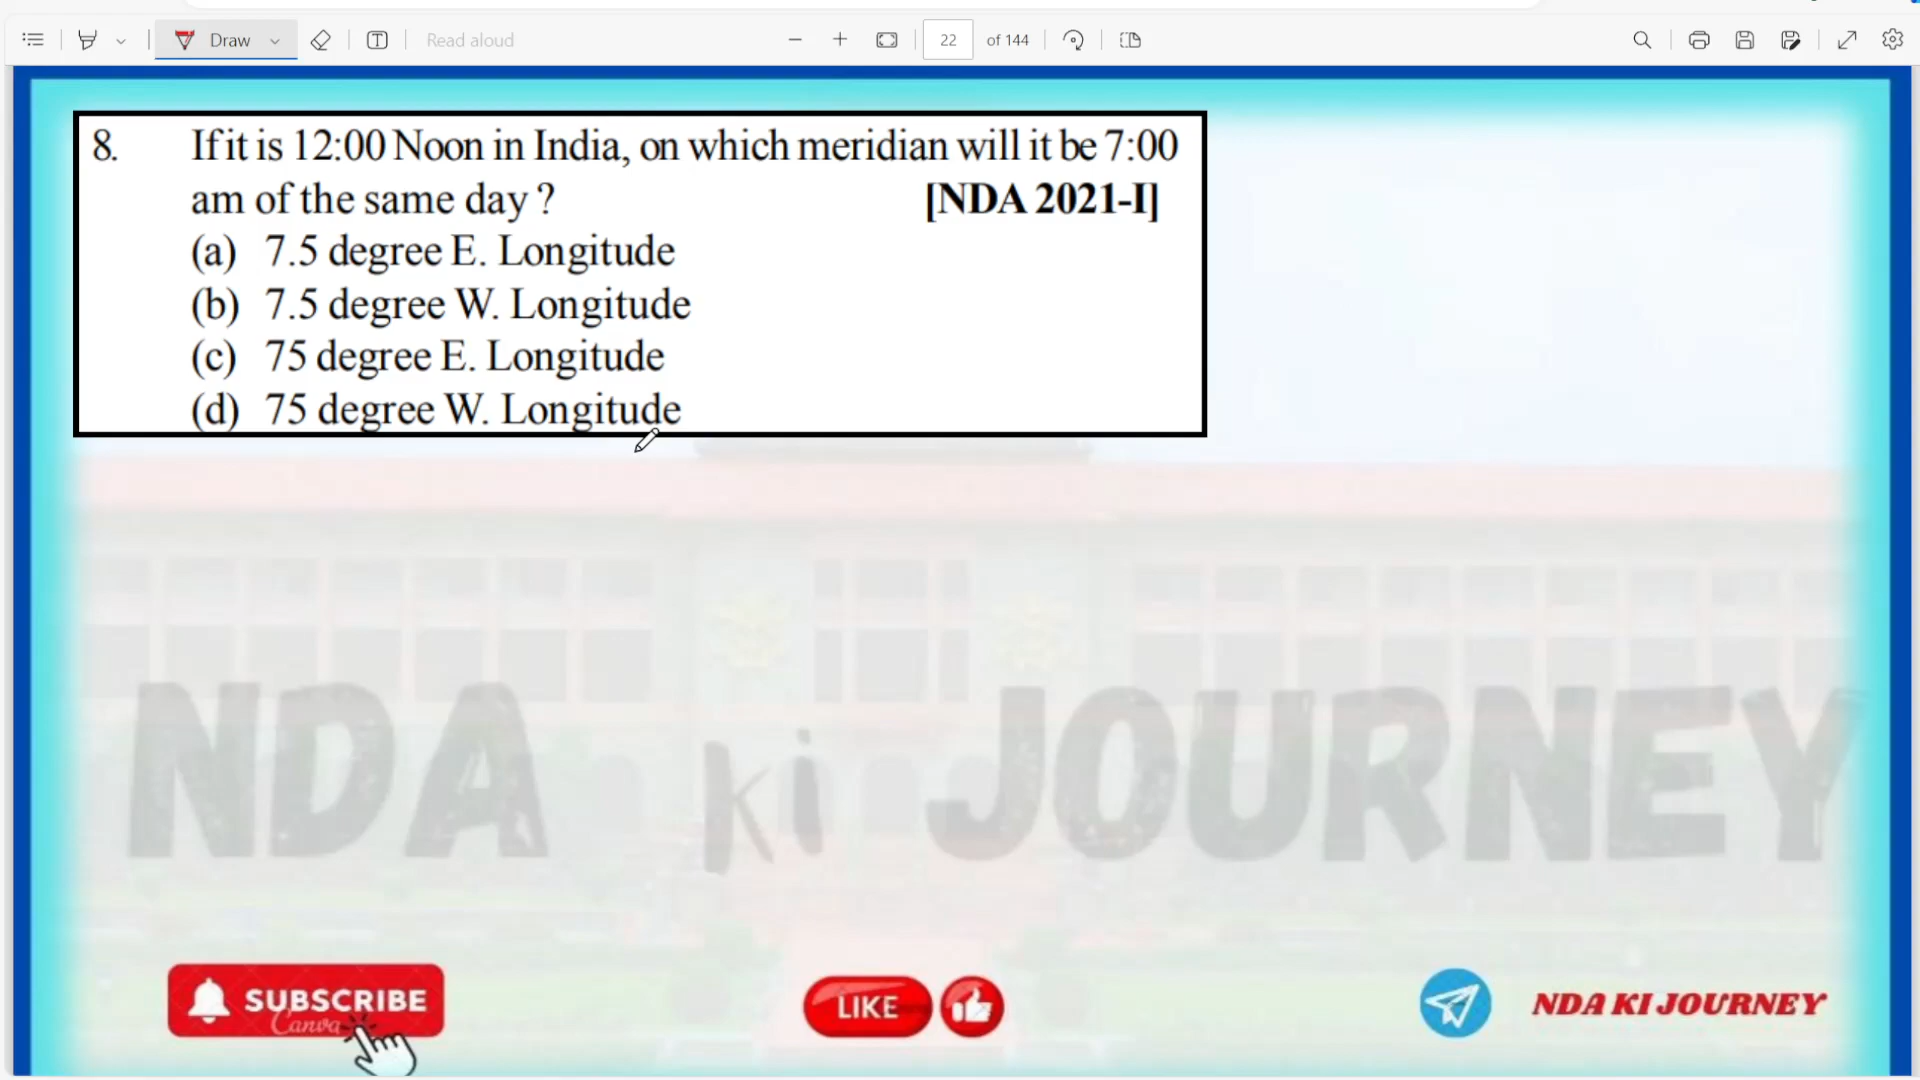 Draw
Read aloud
22
of 144
8. If it is 12:00 Noon in India, on which meridian will it be 7:00
am of the same day ? [NDA 2021-I]
(a) 7.5 degree E. Longitude
(b) 7.5 degree W. Longitude
(c) 75 degree E. Longitude
(d) 75 degree W. Longitude
NDA ki JOURNEY
SUBSCRIBE
Canva
LIKE
NDA KI JOURNEY